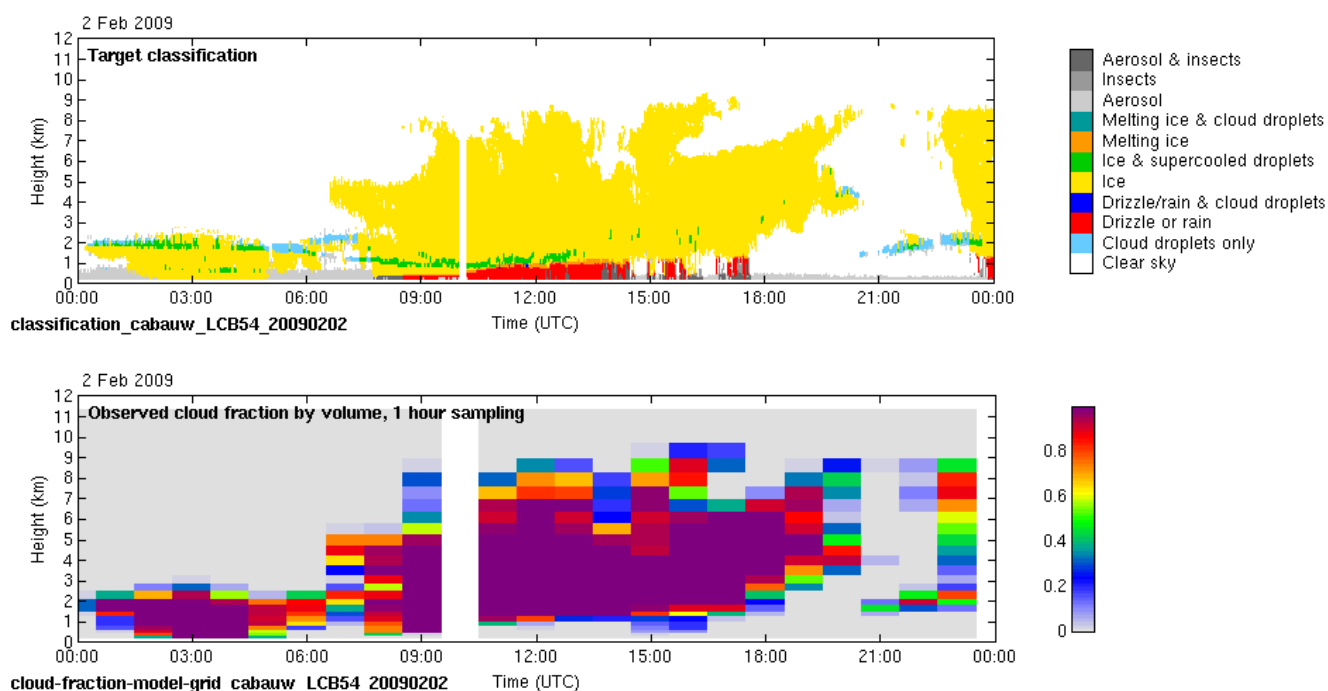 2 Feb 2009
Target classification
12
11
10
9
8
7
6
5
4
3
2
1
0
Height (km)
00:00 03:00 06:00 09:00 12:00 15:00 18:00 21:00 00:00
Time (UTC)
classification_cabauw_LCB54_20090202
Aerosol & insects
Insects
Aerosol
Melting ice & cloud droplets
Melting ice
Ice & supercooled droplets
Ice
Drizzle/rain & cloud droplets
Drizzle or rain
Cloud droplets only
Clear sky
2 Feb 2009
Observed cloud fraction by volume, 1 hour sampling
12
11
10
9
8
7
6
5
4
3
2
1
0
Height (km)
00:00 03:00 06:00 09:00 12:00 15:00 18:00 21:00 00:00
Time (UTC)
cloud-fraction-model-grid_cabauw_LCB54_20090202
0.8
0.6
0.4
0.2
0